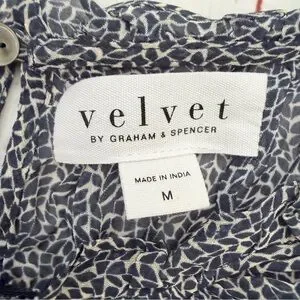 velvet
BY GRAHAM & SPENCER
MADE IN INDIA
M